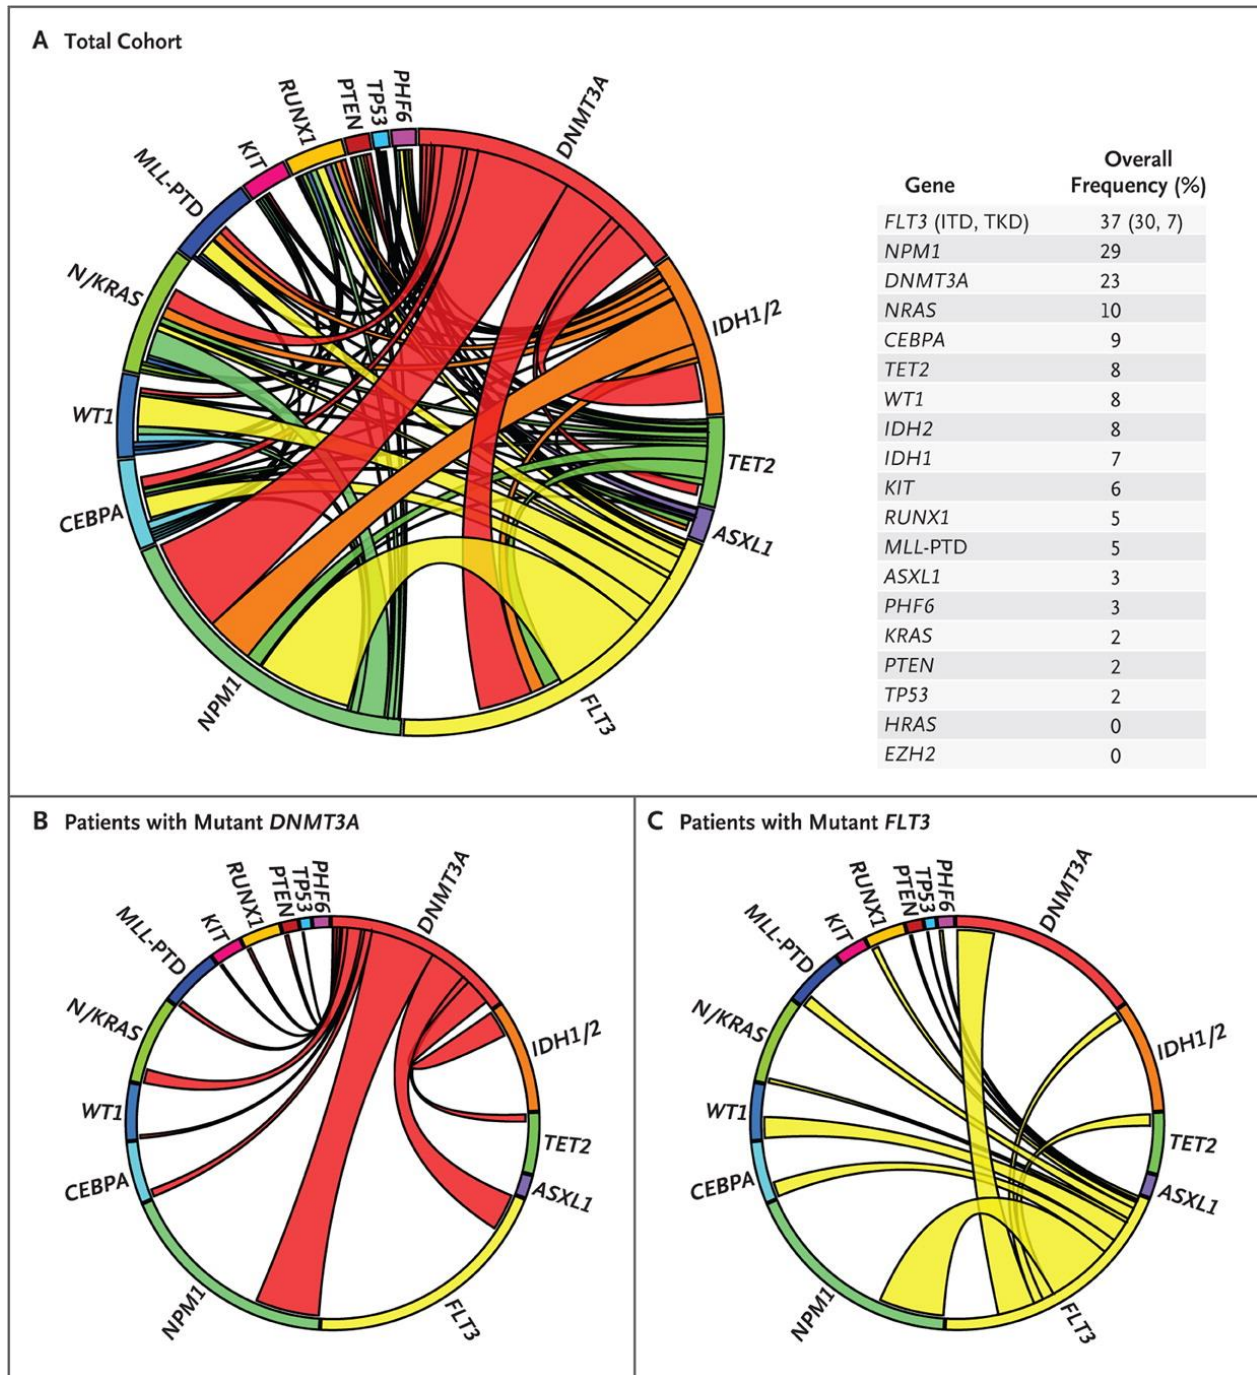 A Total Cohort
PHF6
TP53
PTEN
RUNX1
KIT
MLL-PTD
N/KRAS
WT1
CEBPA
NPM1
FLT3
ASXL1
TET2
IDH1/2
DNMT3A
Gene Overall Frequency (%)
FLT3 (ITD, TKD) 37 (30, 7)
NPM1 29
DNMT3A 23
NRAS 10
CEBPA 9
TET2 8
WT1 8
IDH2 8
IDH1 7
KIT 6
RUNX1 5
MLL-PTD 5
ASXL1 3
PHF6 3
KRAS 2
PTEN 2
TP53 2
HRAS 0
EZH2 0
B Patients with Mutant DNMT3A
PHF6
TP53
PTEN
RUNX1
KIT
MLL-PTD
N/KRAS
WT1
CEBPA
NPM1
FLT3
ASXL1
TET2
IDH1/2
DNMT3A
C Patients with Mutant FLT3
PHF6
TP53
PTEN
RUNX1
KIT
MLL-PTD
N/KRAS
WT1
CEBPA
NPM1
FLT3
ASXL1
TET2
IDH1/2
DNMT3A